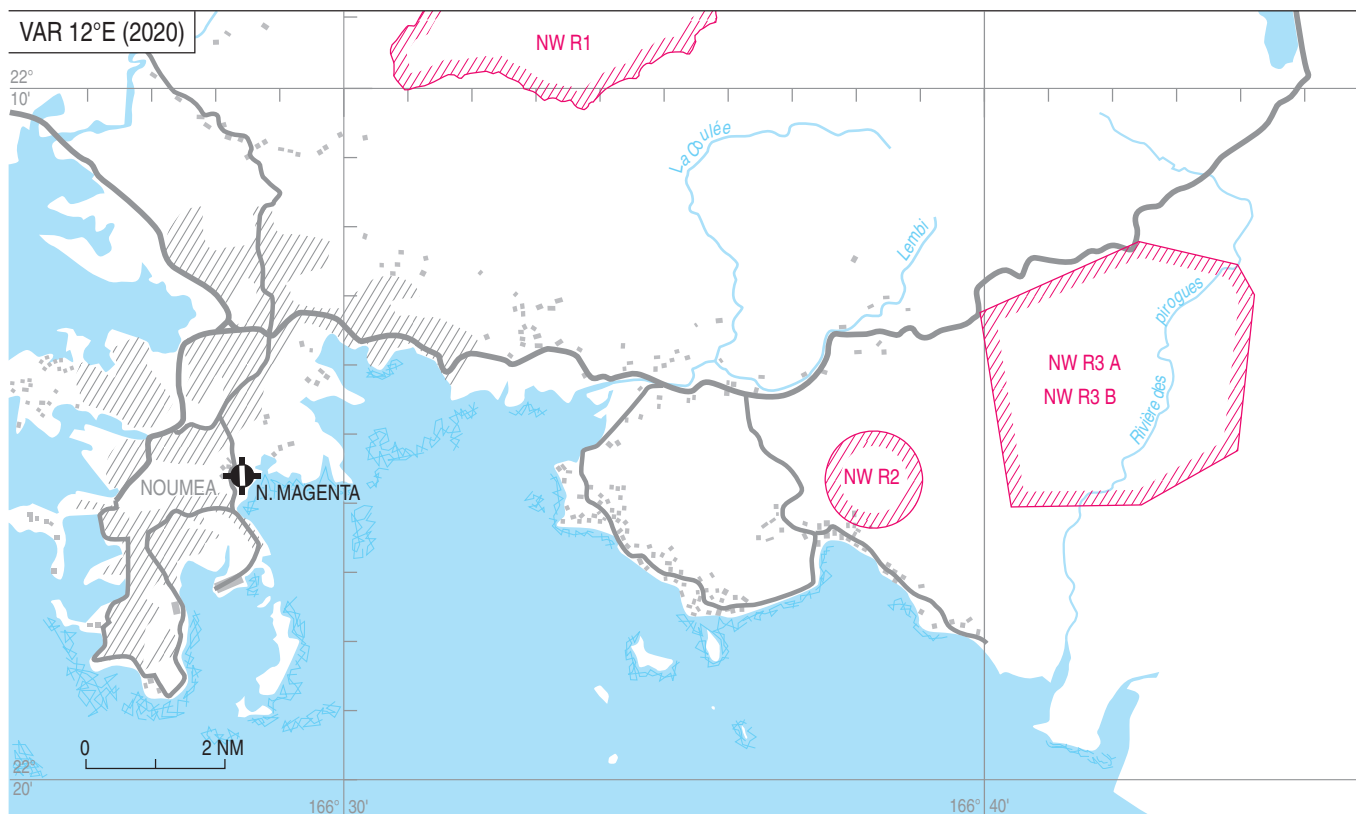 VAR 12°E (2020)
NW R1
22°
10'
La Coulée
Lembi
pirogues
Rivière des
NW R3 A
NW R3 B
NW R2
NOUMEA
N. MAGENTA
0 2 NM
22°
20'
166° 30'
166° 40'